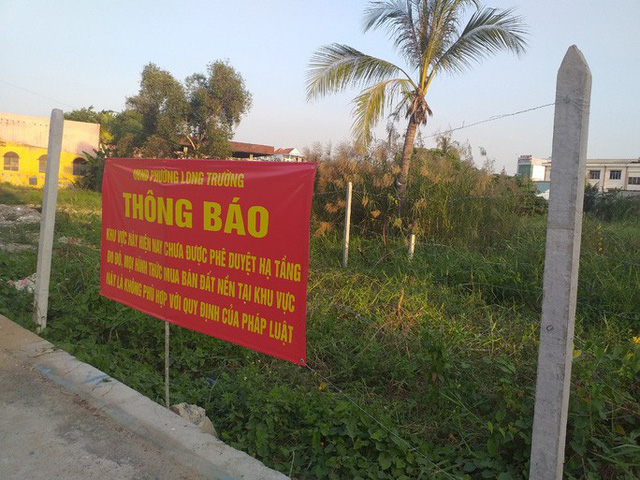 UBND PHƯỜNG LONG TRƯỜNG
THÔNG BÁO
KHU VỰC NÀY HIỆN NAY CHƯA ĐƯỢC PHÊ DUYỆT HẠ TẦNG
DO ĐÓ, MỌI HÌNH THỨC MUA BÁN ĐẤT NỀN TẠI KHU VỰC
NÀY LÀ KHÔNG PHÙ HỢP VỚI QUY ĐỊNH CỦA PHÁP LUẬT